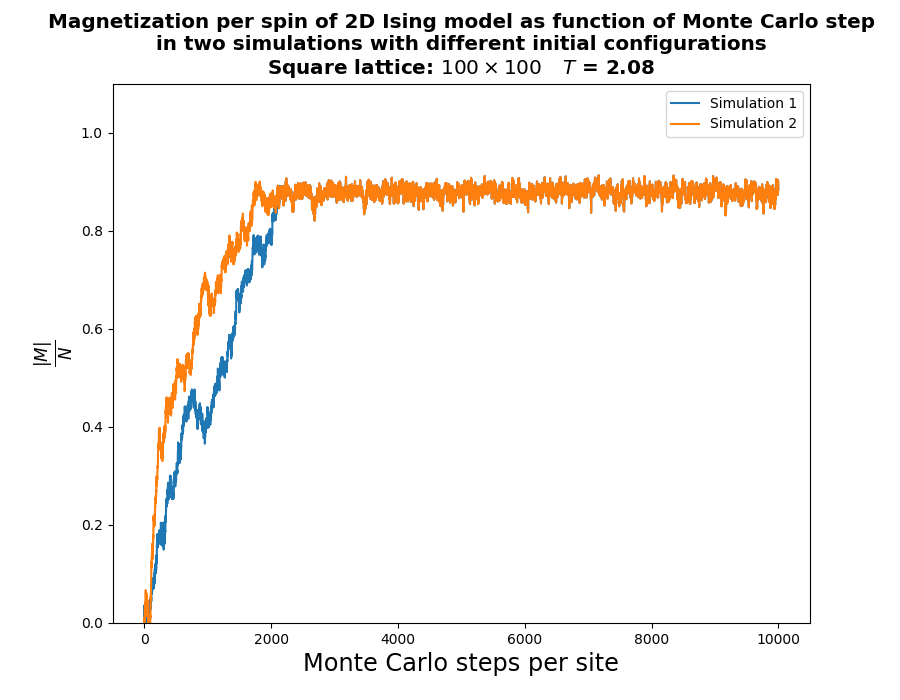 Magnetization per spin of 2D Ising model as function of Monte Carlo step
in two simulations with different initial configurations
Square lattice: 100 × 100 T = 2.08
Simulation 1
Simulation 2
1.0
0.8
0.6
0.4
0.2
0.0
|M|
N
0 2000 4000 6000 8000 10000
Monte Carlo steps per site